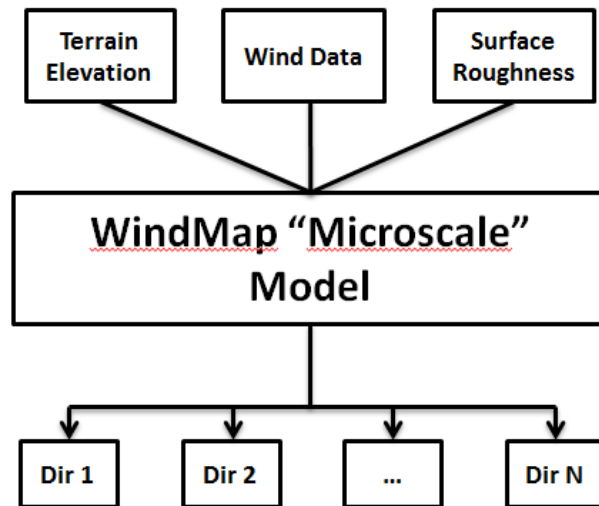 Terrain
Elevation
Wind Data
Surface
Roughness
WindMap “Microscale”
Model
Dir 1
Dir 2
...
Dir N